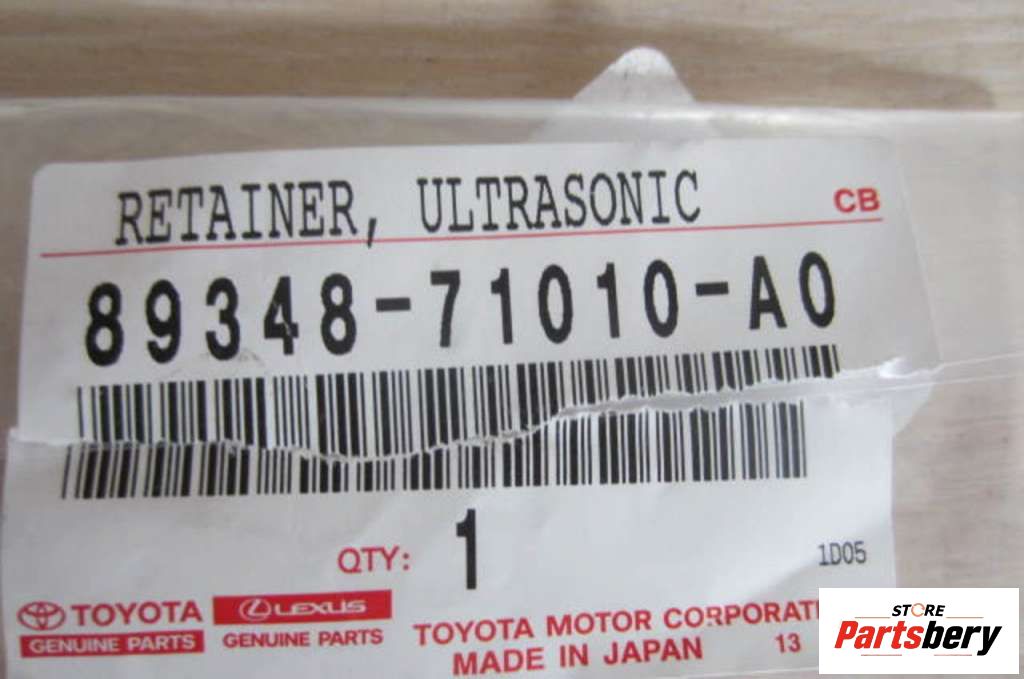 RETAINER, ULTRASONIC CB
89348-71010-A0
QTY: 1
1D05
TOYOTA LEXUS
GENUINE PARTS GENUINE PARTS
TOYOTA MOTOR CORPORATI
MADE IN JAPAN 13
STORE
Partsbery